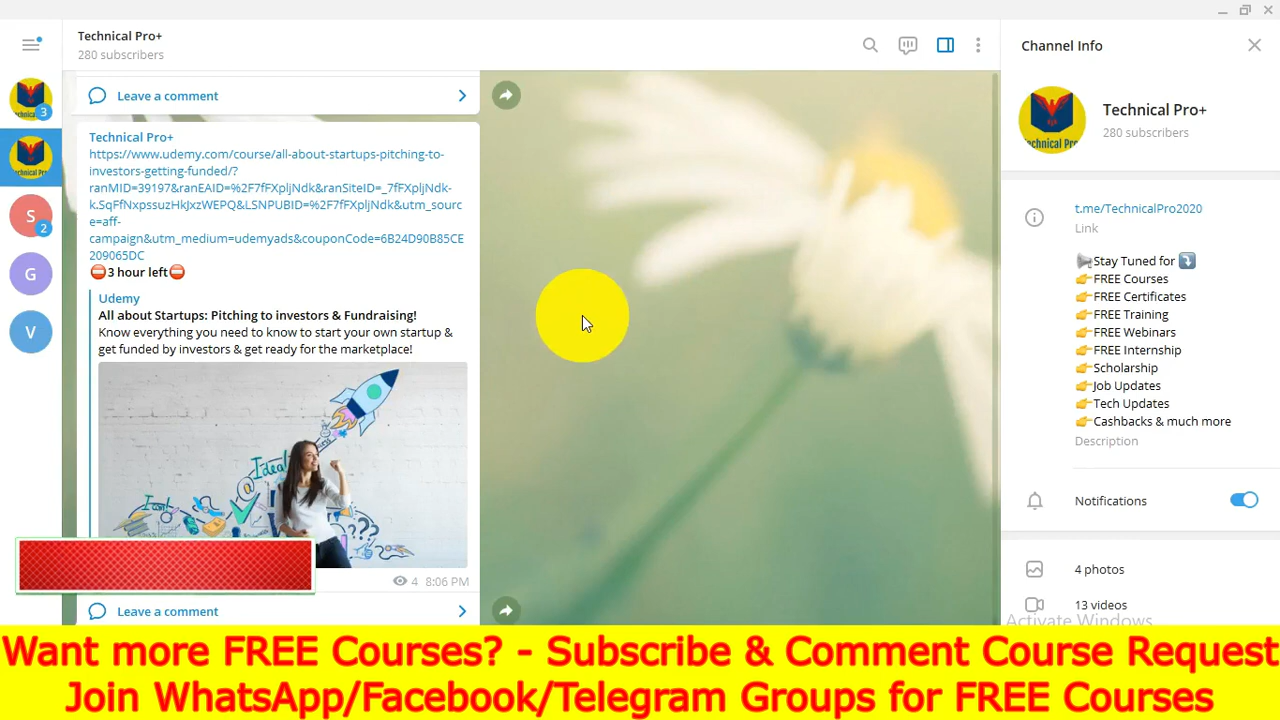 Technical Pro+
280 subscribers
Leave a comment
Technical Pro+
https://www.udemy.com/course/all-about-startups-pitching-to-
investors-getting-funded/?
ranMID=39197&ranEAID=%2F7fFXpljNdk&ranSiteID=_7fFXpljNdk-
k.SqFfNxpssuzHkJxzWEPQ&LSNPUBID=%2F7fFXpljNdk&utm_sourc
e=aff-
campaign&utm_medium=udemyads&couponCode=6B24D90B85CE
209065DC
⛔3 hour left⛔
Udemy
All about Startups: Pitching to investors & Fundraising!
Know everything you need to know to start your own startup &
get funded by investors & get ready for the marketplace!
4 8:06 PM
Leave a comment
3
S
2
G
V
Channel Info
Technical Pro+
280 subscribers
t.me/TechnicalPro2020
Link
📢Stay Tuned for ⤵️
👉FREE Courses
👉FREE Certificates
👉FREE Training
👉FREE Webinars
👉FREE Internship
👉Scholarship
👉Job Updates
👉Tech Updates
👉Cashbacks & much more
Description
Notifications
4 photos
13 videos
Activate Windows
Want more FREE Courses? - Subscribe & Comment Course Request
Join WhatsApp/Facebook/Telegram Groups for FREE Courses